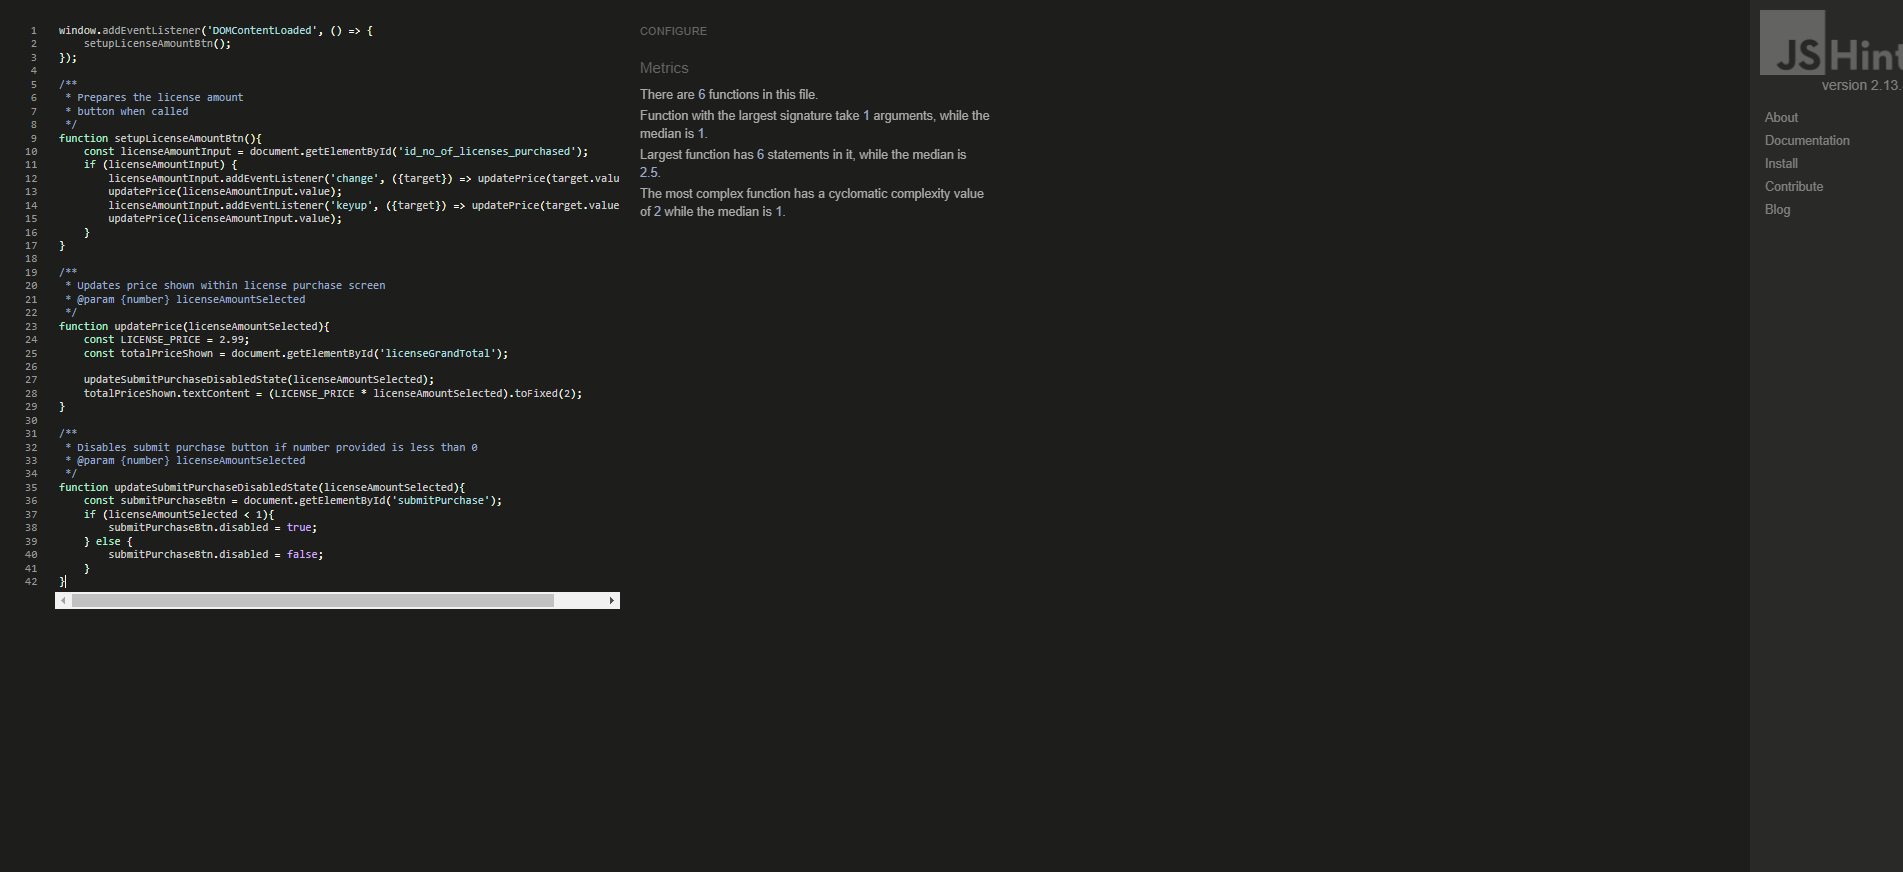 1 window.addEventListener('DOMContentLoaded', () => {
2     setupLicenseAmountBtn();
3 });
4
5 /**
6  * Prepares the license amount
7  * button when called
8  */
9 function setupLicenseAmountBtn(){
10     const licenseAmountInput = document.getElementById('id_no_of_licenses_purchased');
11     if (licenseAmountInput) {
12         licenseAmountInput.addEventListener('change', ({target}) => updatePrice(target.valu
13         updatePrice(licenseAmountInput.value);
14         licenseAmountInput.addEventListener('keyup', ({target}) => updatePrice(target.value
15         updatePrice(licenseAmountInput.value);
16     }
17 }
18
19 /**
20  * Updates price shown within license purchase screen
21  * @param {number} licenseAmountSelected
22  */
23 function updatePrice(licenseAmountSelected){
24     const LICENSE_PRICE = 2.99;
25     const totalPriceShown = document.getElementById('licenseGrandTotal');
26
27     updateSubmitPurchaseDisabledState(licenseAmountSelected);
28     totalPriceShown.textContent = (LICENSE_PRICE * licenseAmountSelected).toFixed(2);
29 }
30
31 /**
32  * Disables submit purchase button if number provided is less than 0
33  * @param {number} licenseAmountSelected
34  */
35 function updateSubmitPurchaseDisabledState(licenseAmountSelected){
36     const submitPurchaseBtn = document.getElementById('submitPurchase');
37     if (licenseAmountSelected < 1){
38         submitPurchaseBtn.disabled = true;
39     } else {
40         submitPurchaseBtn.disabled = false;
41     }
42 }
CONFIGURE
Metrics
There are 6 functions in this file.
Function with the largest signature take 1 arguments, while the
median is 1.
Largest function has 6 statements in it, while the median is
2.5.
The most complex function has a cyclomatic complexity value
of 2 while the median is 1.
JSHint
version 2.13.
About
Documentation
Install
Contribute
Blog